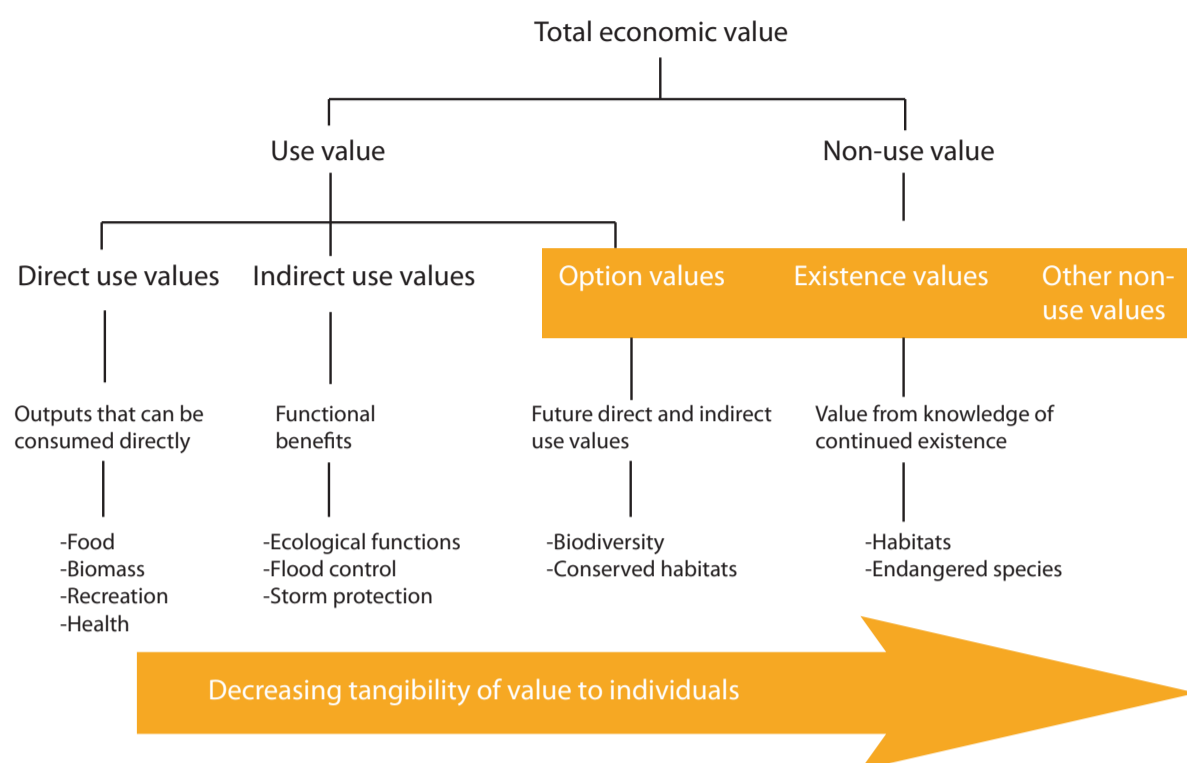 Total economic value
Use value
Non-use value
Direct use values
Indirect use values
Option values
Existence values
Other non-
use values
Outputs that can be
consumed directly
Functional
benefits
Future direct and indirect
use values
Value from knowledge of
continued existence
-Food
-Biomass
-Recreation
-Health
-Ecological functions
-Flood control
-Storm protection
-Biodiversity
-Conserved habitats
-Habitats
-Endangered species
Decreasing tangibility of value to individuals